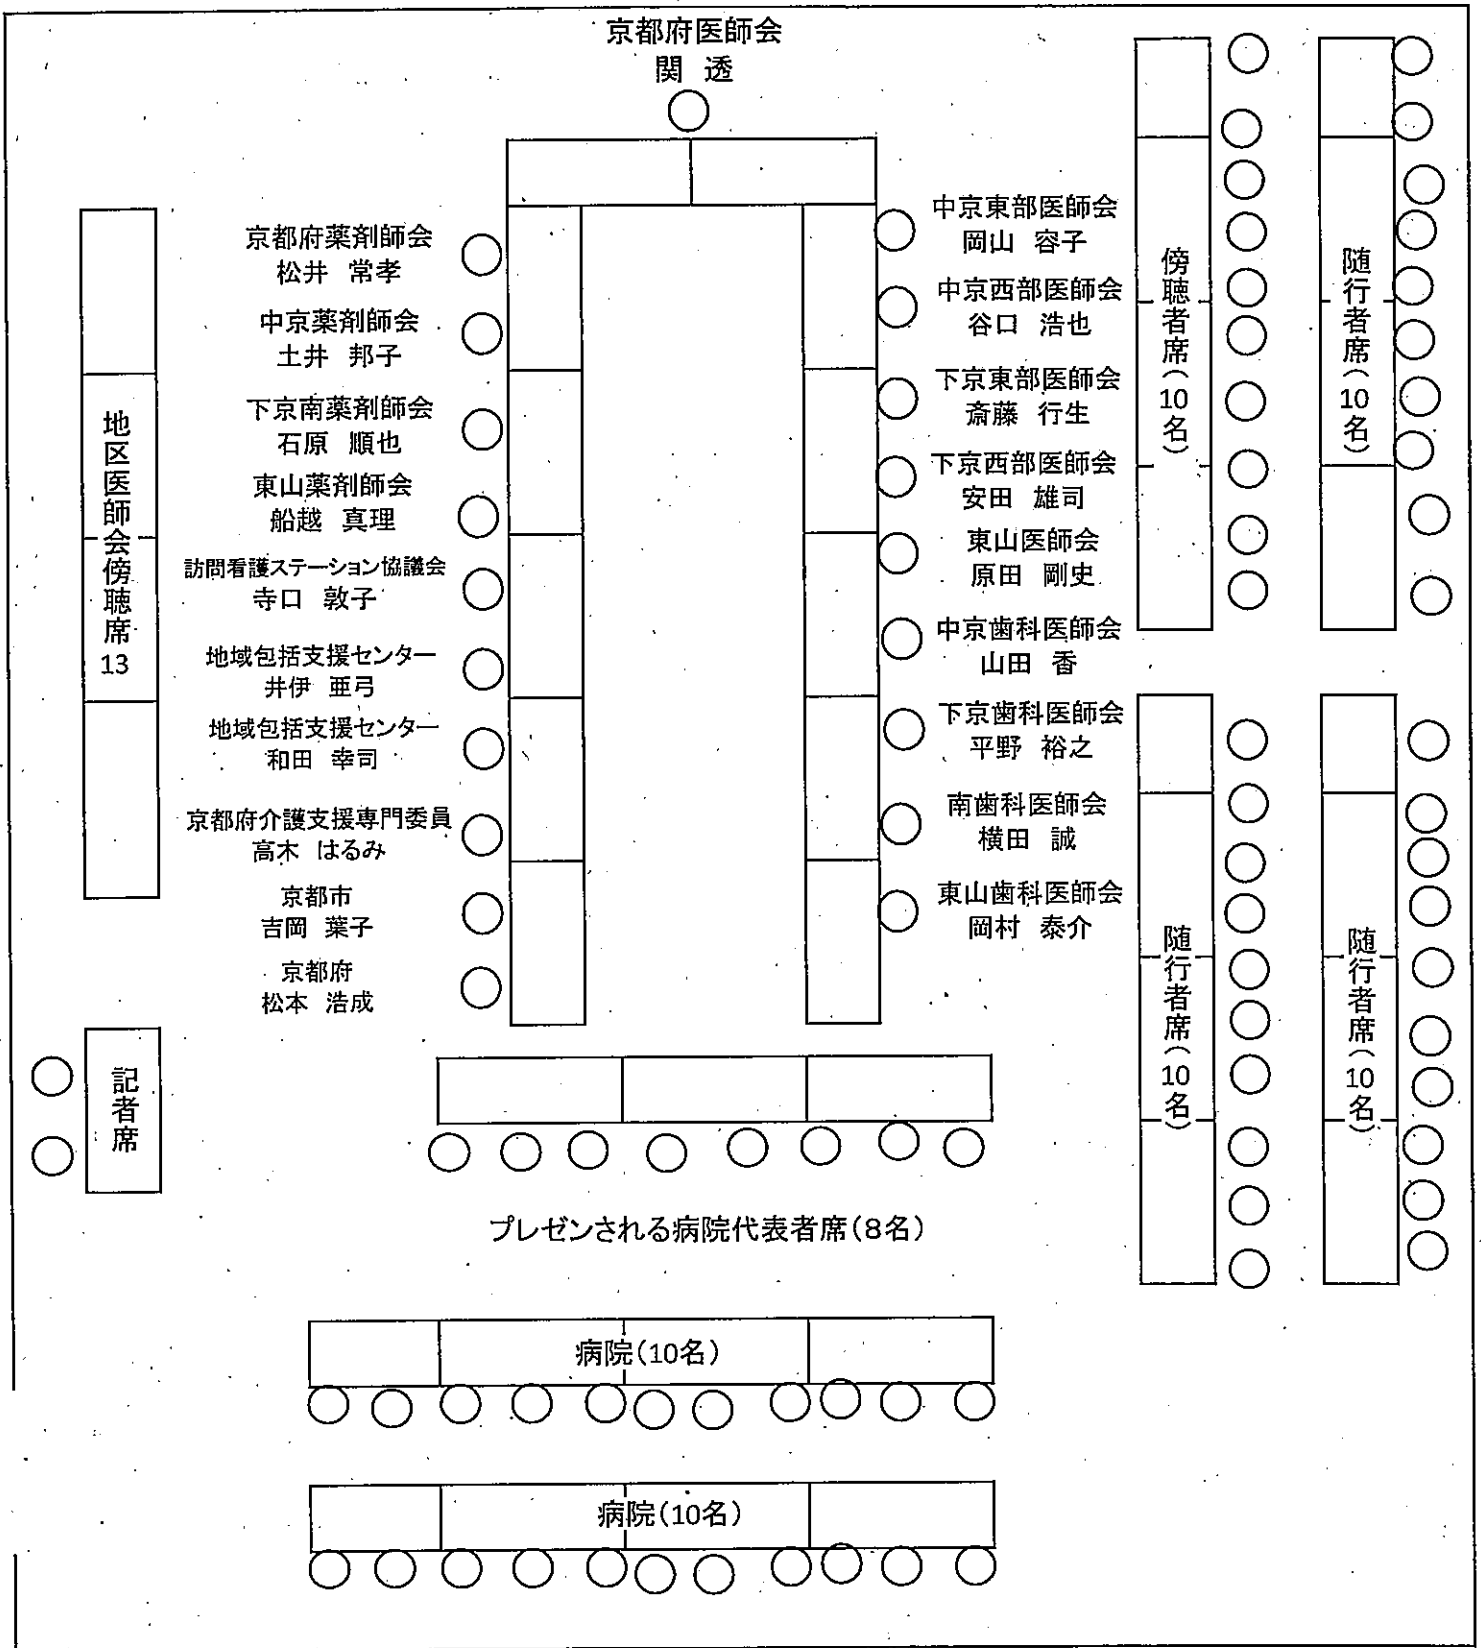 京都府医師会
関 透
京都府薬剤師会
松井 常孝
中京薬剤師会
土井 邦子
下京南薬剤師会
石原 順也
東山薬剤師会
船越 真理
訪問看護ステーション協議会
寺口 敦子
地域包括支援センター
井伊 亜弓
地域包括支援センター
和田 幸司
京都府介護支援専門委員
高木 はるみ
京都市
吉岡 葉子
京都府
松本 浩成
中京東部医師会
岡山 容子
中京西部医師会
谷口 浩也
下京東部医師会
斎藤 行生
下京西部医師会
安田 雄司
東山医師会
原田 剛史
中京歯科医師会
山田 香
下京歯科医師会
平野 裕之
南歯科医師会
横田 誠
東山歯科医師会
岡村 泰介
地区医師会傍聴席13
記者席
傍聴者席(10名)
随行者席(10名)
随行者席(10名)
随行者席(10名)
プレゼンされる病院代表者席(8名)
病院(10名)
病院(10名)